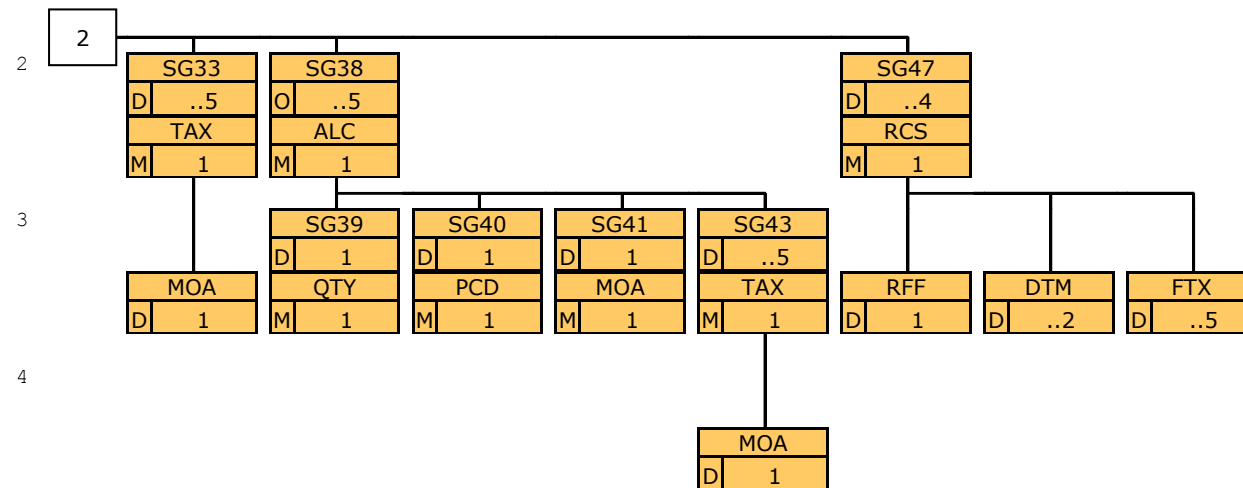 2
2 SG33 SG38 SG47
D ..5 O ..5 D ..4
TAX ALC RCS
M 1 M 1 M 1
3 SG39 SG40 SG41 SG43
D 1 D 1 D 1 D ..5
MOA QTY PCD MOA TAX RFF DTM FTX
D 1 M 1 M 1 M 1 M 1 D 1 D ..2 D ..5
4
MOA
D 1